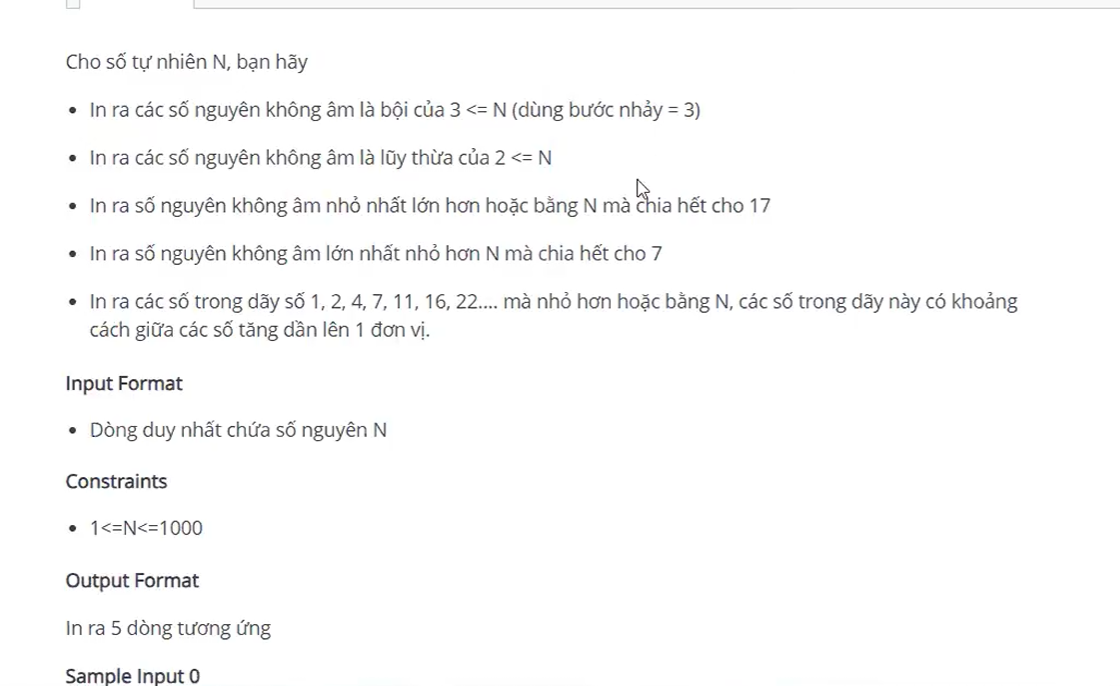 Cho số tự nhiên N, bạn hãy
• In ra các số nguyên không âm là bội của 3 <= N (dùng bước nhảy = 3)
• In ra các số nguyên không âm là lũy thừa của 2 <= N
• In ra số nguyên không âm nhỏ nhất lớn hơn hoặc bằng N mà chia hết cho 17
• In ra số nguyên không âm lớn nhất nhỏ hơn N mà chia hết cho 7
• In ra các số trong dãy số 1, 2, 4, 7, 11, 16, 22.... mà nhỏ hơn hoặc bằng N, các số trong dãy này có khoảng
cách giữa các số tăng dần lên 1 đơn vị.
Input Format
• Dòng duy nhất chứa số nguyên N
Constraints
• 1<=N<=1000
Output Format
In ra 5 dòng tương ứng
Sample Input 0